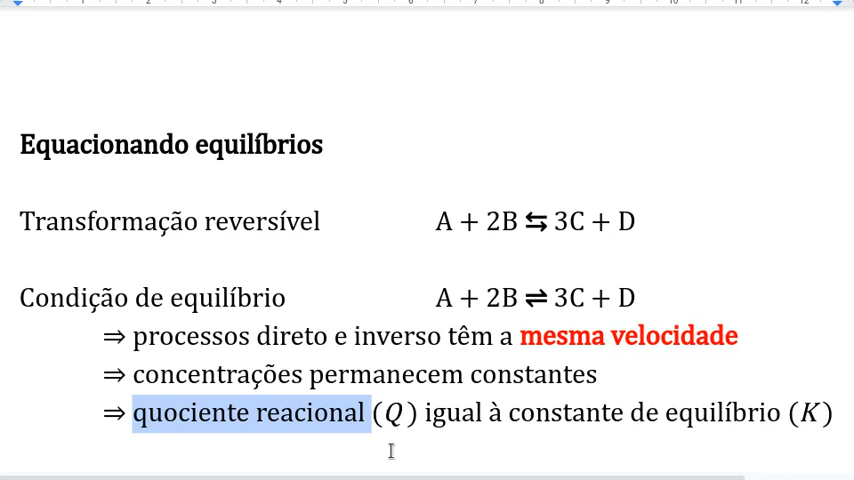 Equacionando equilíbrios
Transformação reversível A + 2B ⇆ 3C + D
Condição de equilíbrio A + 2B ⇌ 3C + D
⇒ processos direto e inverso têm a mesma velocidade
⇒ concentrações permanecem constantes
⇒ quociente reacional (Q) igual à constante de equilíbrio (K)